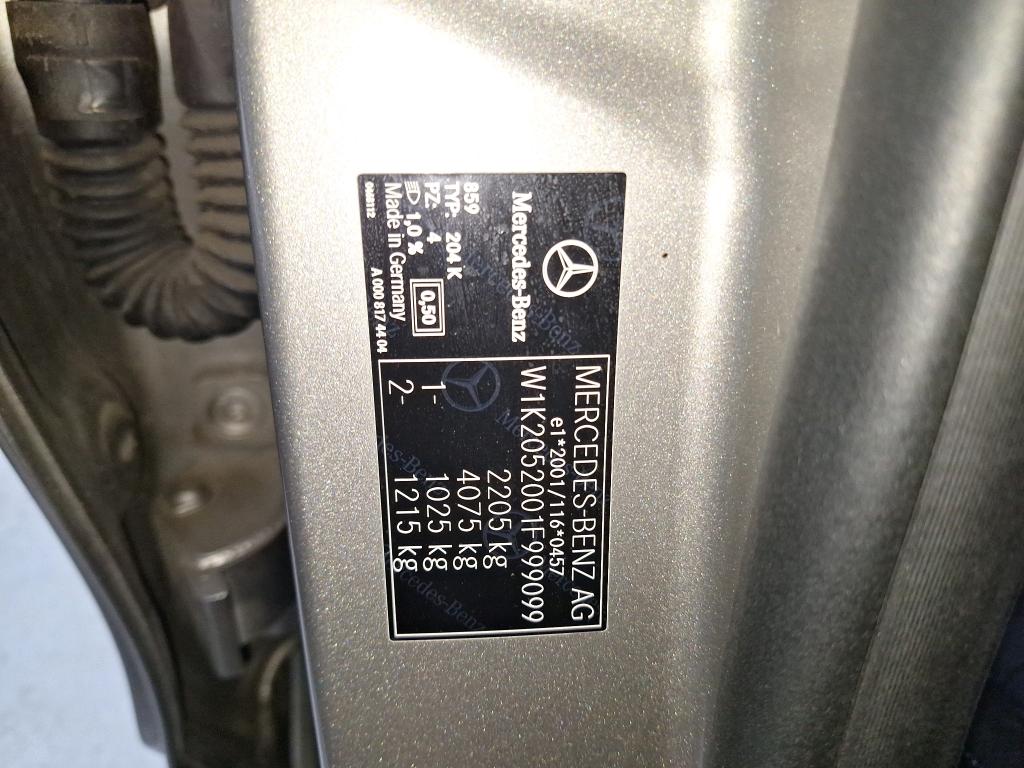 Mercedes-Benz
859
TYP: 204 K
PZ- 4 0,50
1,0 %
Made in Germany
0903112 A 000 817 44 04
MERCEDES-BENZ AG
e1*2001/116*0457
W1K2052001F999099
2205 kg
4075 kg
1- 1025 kg
2- 1215 kg